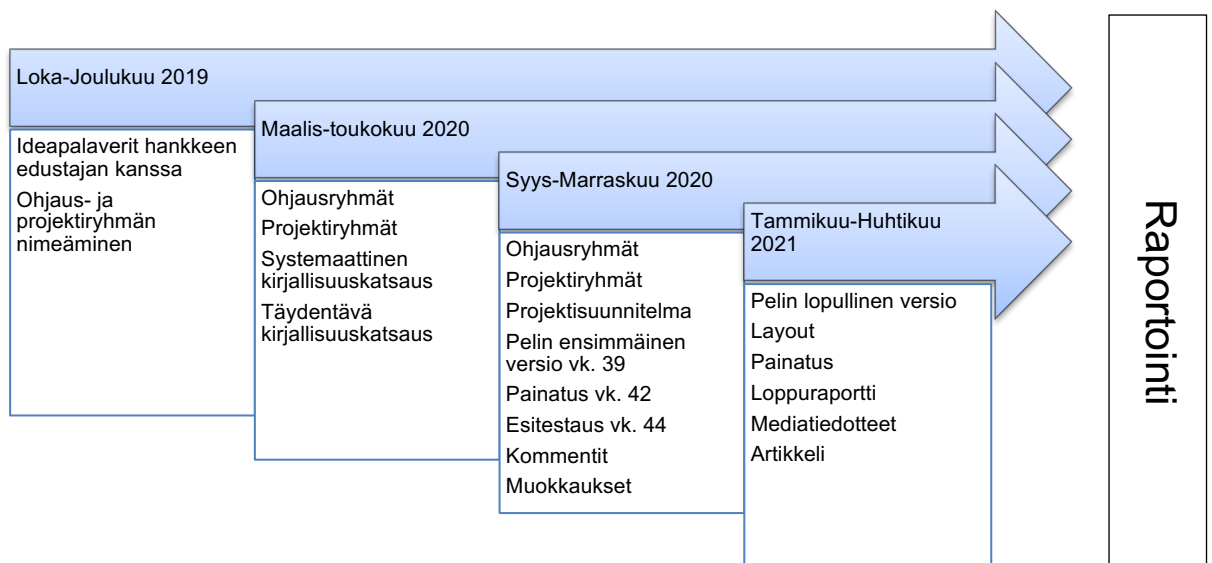 Loka-Joulukuu 2019
Ideapalaverit hankkeen
edustajan kanssa
Ohjaus- ja
projektiryhmän
nimeäminen
Maalis-toukokuu 2020
Ohjausryhmät
Projektiryhmät
Systemaattinen
kirjallisuuskatsaus
Täydentävä
kirjallisuuskatsaus
Syys-Marraskuu 2020
Ohjausryhmät
Projektiryhmät
Projektisuunnitelma
Pelin ensimmäinen
versio vk. 39
Painatus vk. 42
Esitestaus vk. 44
Kommentit
Muokkaukset
Tammikuu-Huhtikuu
2021
Pelin lopullinen versio
Layout
Painatus
Loppuraportti
Mediatiedotteet
Artikkeli
Raportointi